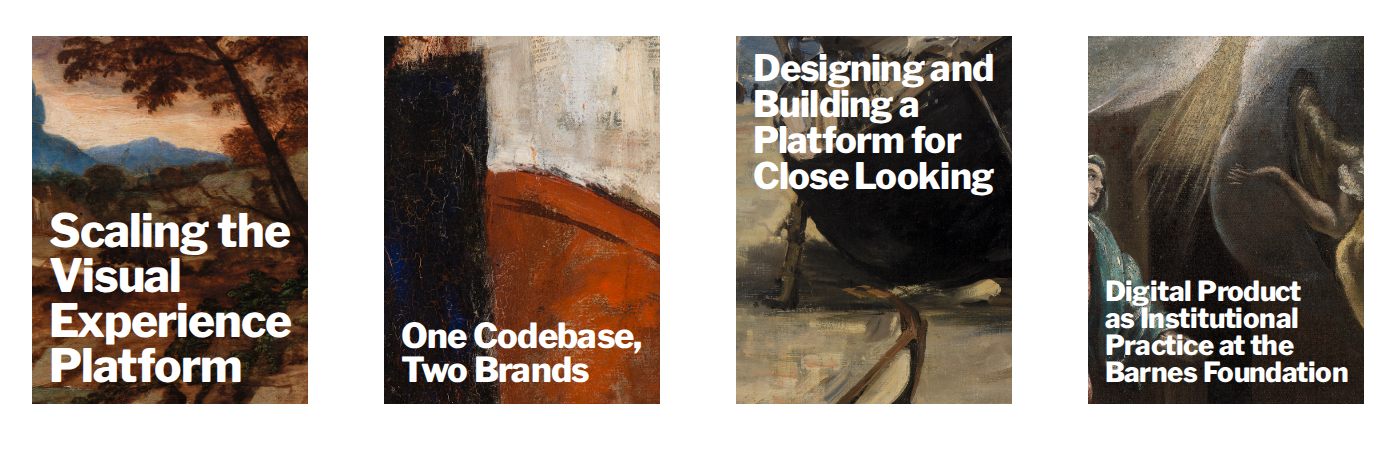 Scaling the
Visual
Experience
Platform
One Codebase,
Two Brands
Designing and
Building a
Platform for
Close Looking
Digital Product
as Institutional
Practice at the
Barnes Foundation